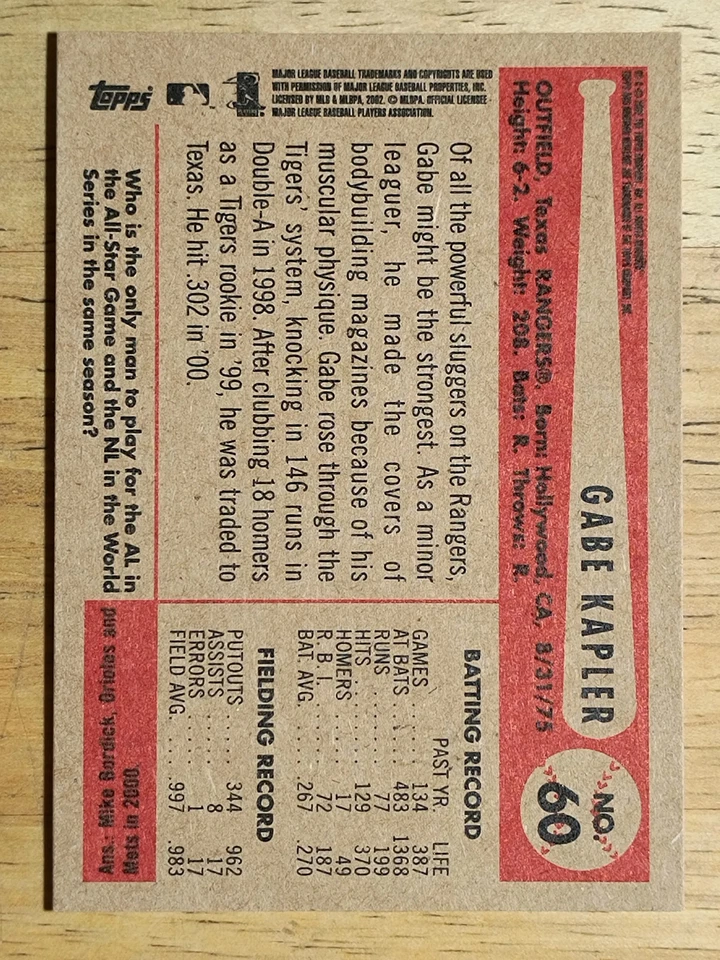 GABE KAPLER
NO.
60
OUTFIELD, Texas RANGERS®. Born: Hollywood, CA, 8/31/75
Height: 6-2. Weight: 208. Bats: R. Throws: R.
topps
MAJOR LEAGUE BASEBALL TRADEMARKS AND COPYRIGHTS ARE USED
WITH PERMISSION OF MAJOR LEAGUE BASEBALL PROPERTIES, INC.
LICENSED BY MLB & MLBPA, 2002. © MLBPA. OFFICIAL LICENSEE -
MAJOR LEAGUE BASEBALL PLAYERS ASSOCIATION.
Of all the powerful sluggers on the Rangers,
Gabe might be the strongest. As a minor
leaguer, he made the covers of
bodybuilding magazines because of his
muscular physique. Gabe rose through the
Tigers' system, knocking in 146 runs in
Double-A in 1998. After clubbing 18 homers
as a Tigers rookie in '99, he was traded to
Texas. He hit .302 in '00.
BATTING RECORD
PAST YR. LIFE
GAMES . . . . . 134 387
AT BATS . . . . 483 1368
RUNS . . . . . 77 199
HITS . . . . . 129 370
HOMERS . . . . 17 49
R. B. I. . . . . 72 187
BAT. AVG. . . . .267 .270
FIELDING RECORD
PUTOUTS . . . . . 344 962
ASSISTS . . . . . 8 17
ERRORS . . . . . 1 17
FIELD AVG. . . . . .997 .983
Who is the only man to play for the AL in
the All-Star Game and the NL in the World
Series in the same season?
Ans.: Mike Bordick, Orioles and
Mets in 2000.